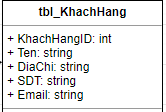 tbl_KhachHang
+ KhachHangID: int
+ Ten: string
+ DiaChi: string
+ SDT: string
+ Email: string